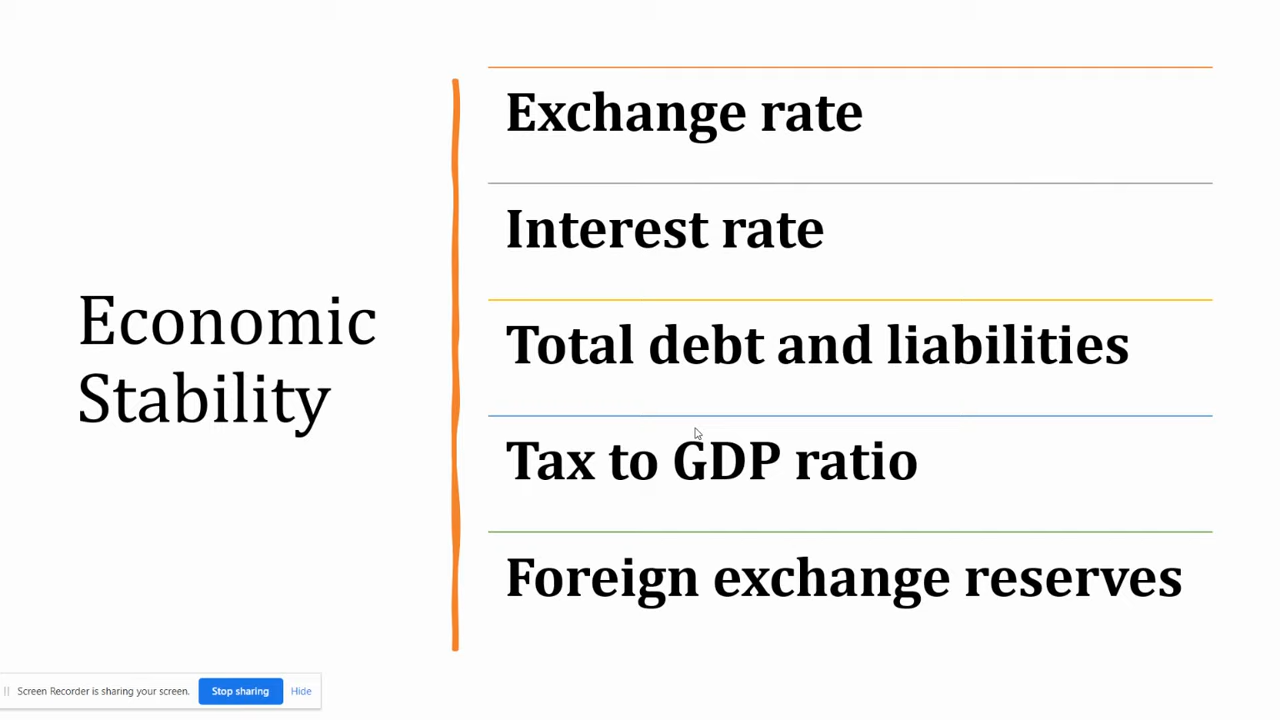 Economic
Stability
Exchange rate
Interest rate
Total debt and liabilities
Tax to GDP ratio
Foreign exchange reserves
Screen Recorder is sharing your screen. Stop sharing Hide